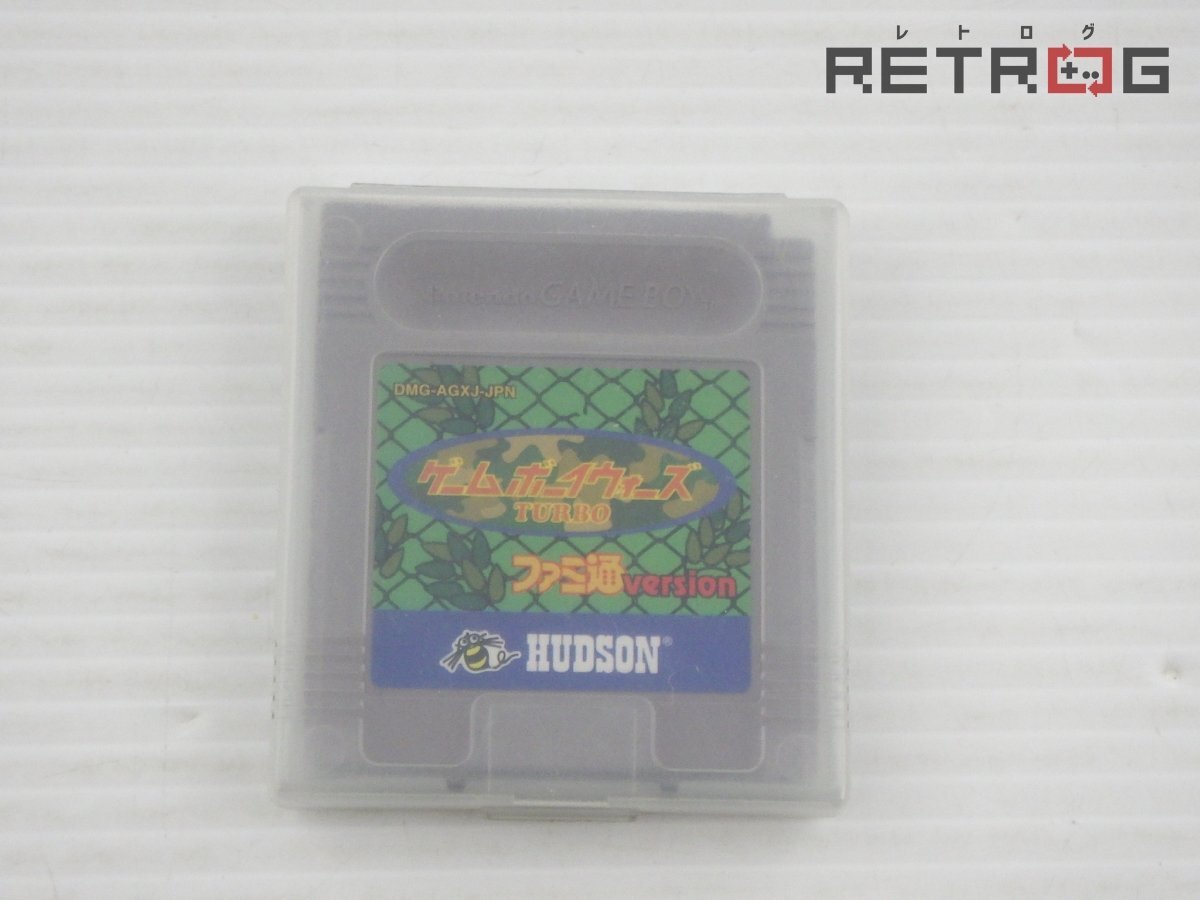 レトログ
RETROG
Nintendo GAME BOY TM
DMG-AGXJ-JPN
ゲームボーイウォーズ
TURBO
ファミ通version
HUDSON®